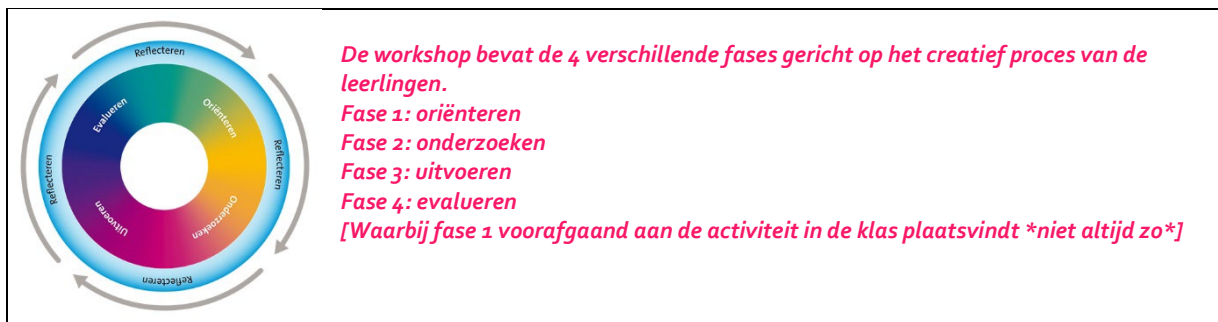 Reflecteren
Evalueren
Oriënteren
Reflecteren
Reflecteren
Uitvoeren
Onderzoeken
Reflecteren
De workshop bevat de 4 verschillende fases gericht op het creatief proces van de
leerlingen.
Fase 1: oriënteren
Fase 2: onderzoeken
Fase 3: uitvoeren
Fase 4: evalueren
[Waarbij fase 1 voorafgaand aan de activiteit in de klas plaatsvindt *niet altijd zo*]